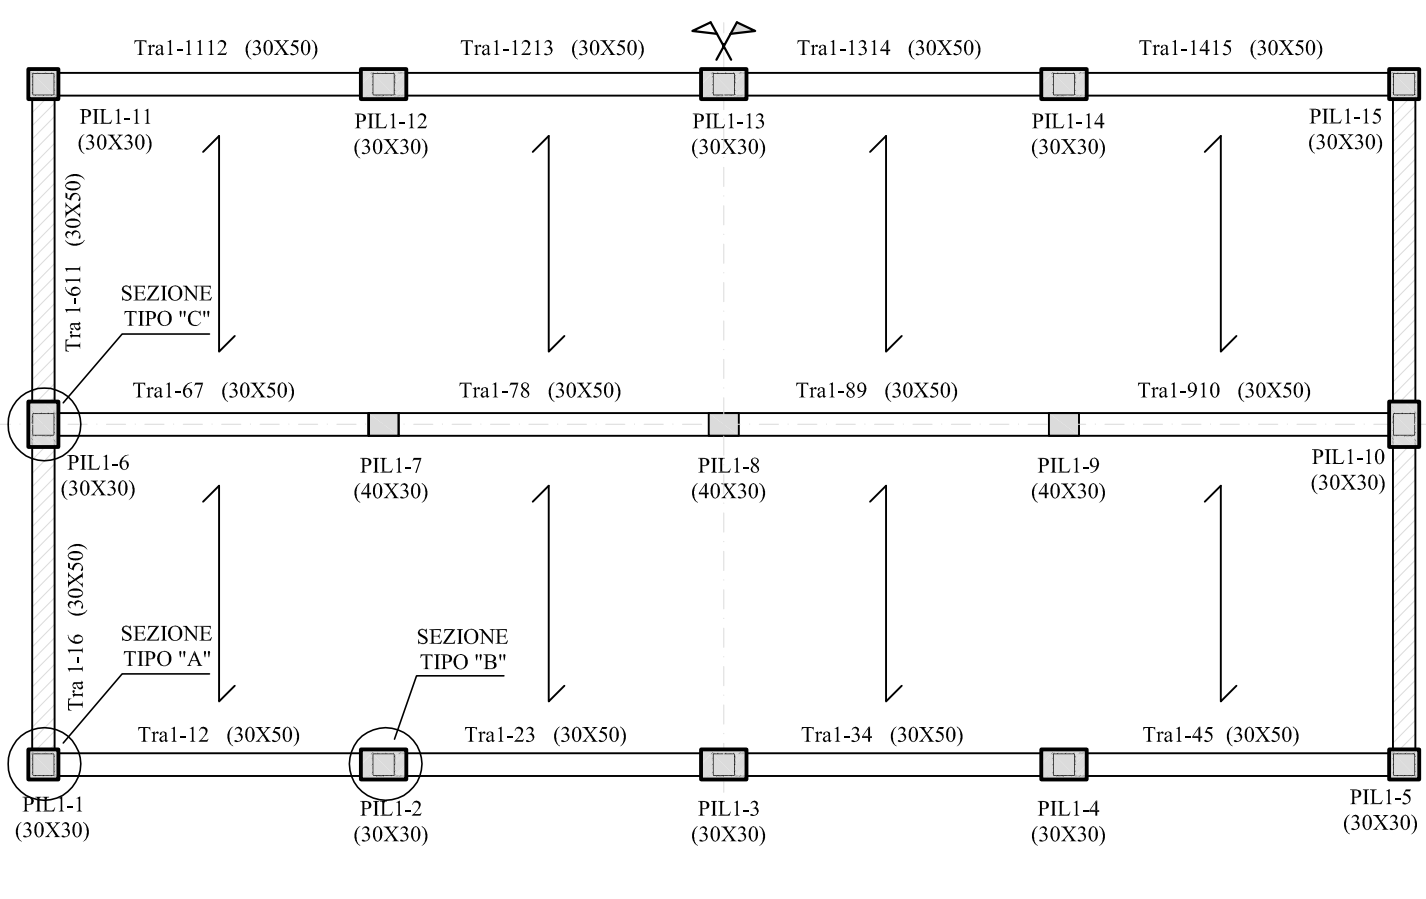 Tra1-1112 (30X50)
Tra1-1213 (30X50)
Tra1-1314 (30X50)
Tra1-1415 (30X50)
PIL1-11
(30X30)
PIL1-12
(30X30)
PIL1-13
(30X30)
PIL1-14
(30X30)
PIL1-15
(30X30)
Tra 1-611 (30X50)
SEZIONE
TIPO "C"
Tra1-67 (30X50)
Tra1-78 (30X50)
Tra1-89 (30X50)
Tra1-910 (30X50)
PIL1-6
(30X30)
PIL1-7
(40X30)
PIL1-8
(40X30)
PIL1-9
(40X30)
PIL1-10
(30X30)
Tra 1-16 (30X50)
SEZIONE
TIPO "A"
SEZIONE
TIPO "B"
Tra1-12 (30X50)
Tra1-23 (30X50)
Tra1-34 (30X50)
Tra1-45 (30X50)
PIL1-1
(30X30)
PIL1-2
(30X30)
PIL1-3
(30X30)
PIL1-4
(30X30)
PIL1-5
(30X30)